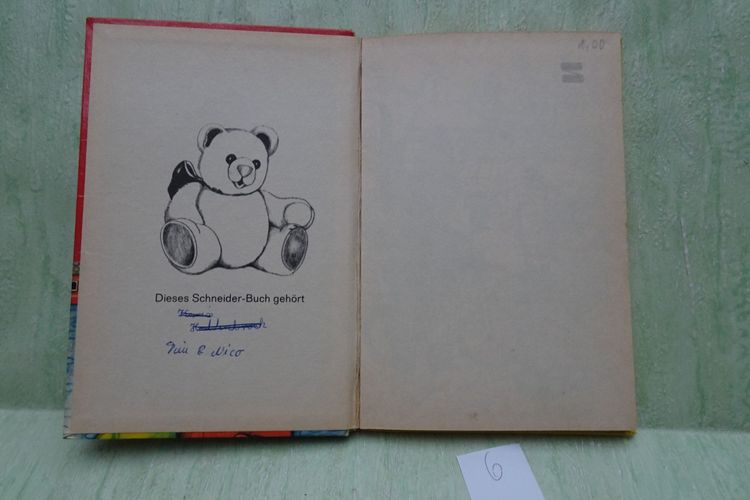 Dieses Schneider-Buch gehört
& Nico
1,00
6